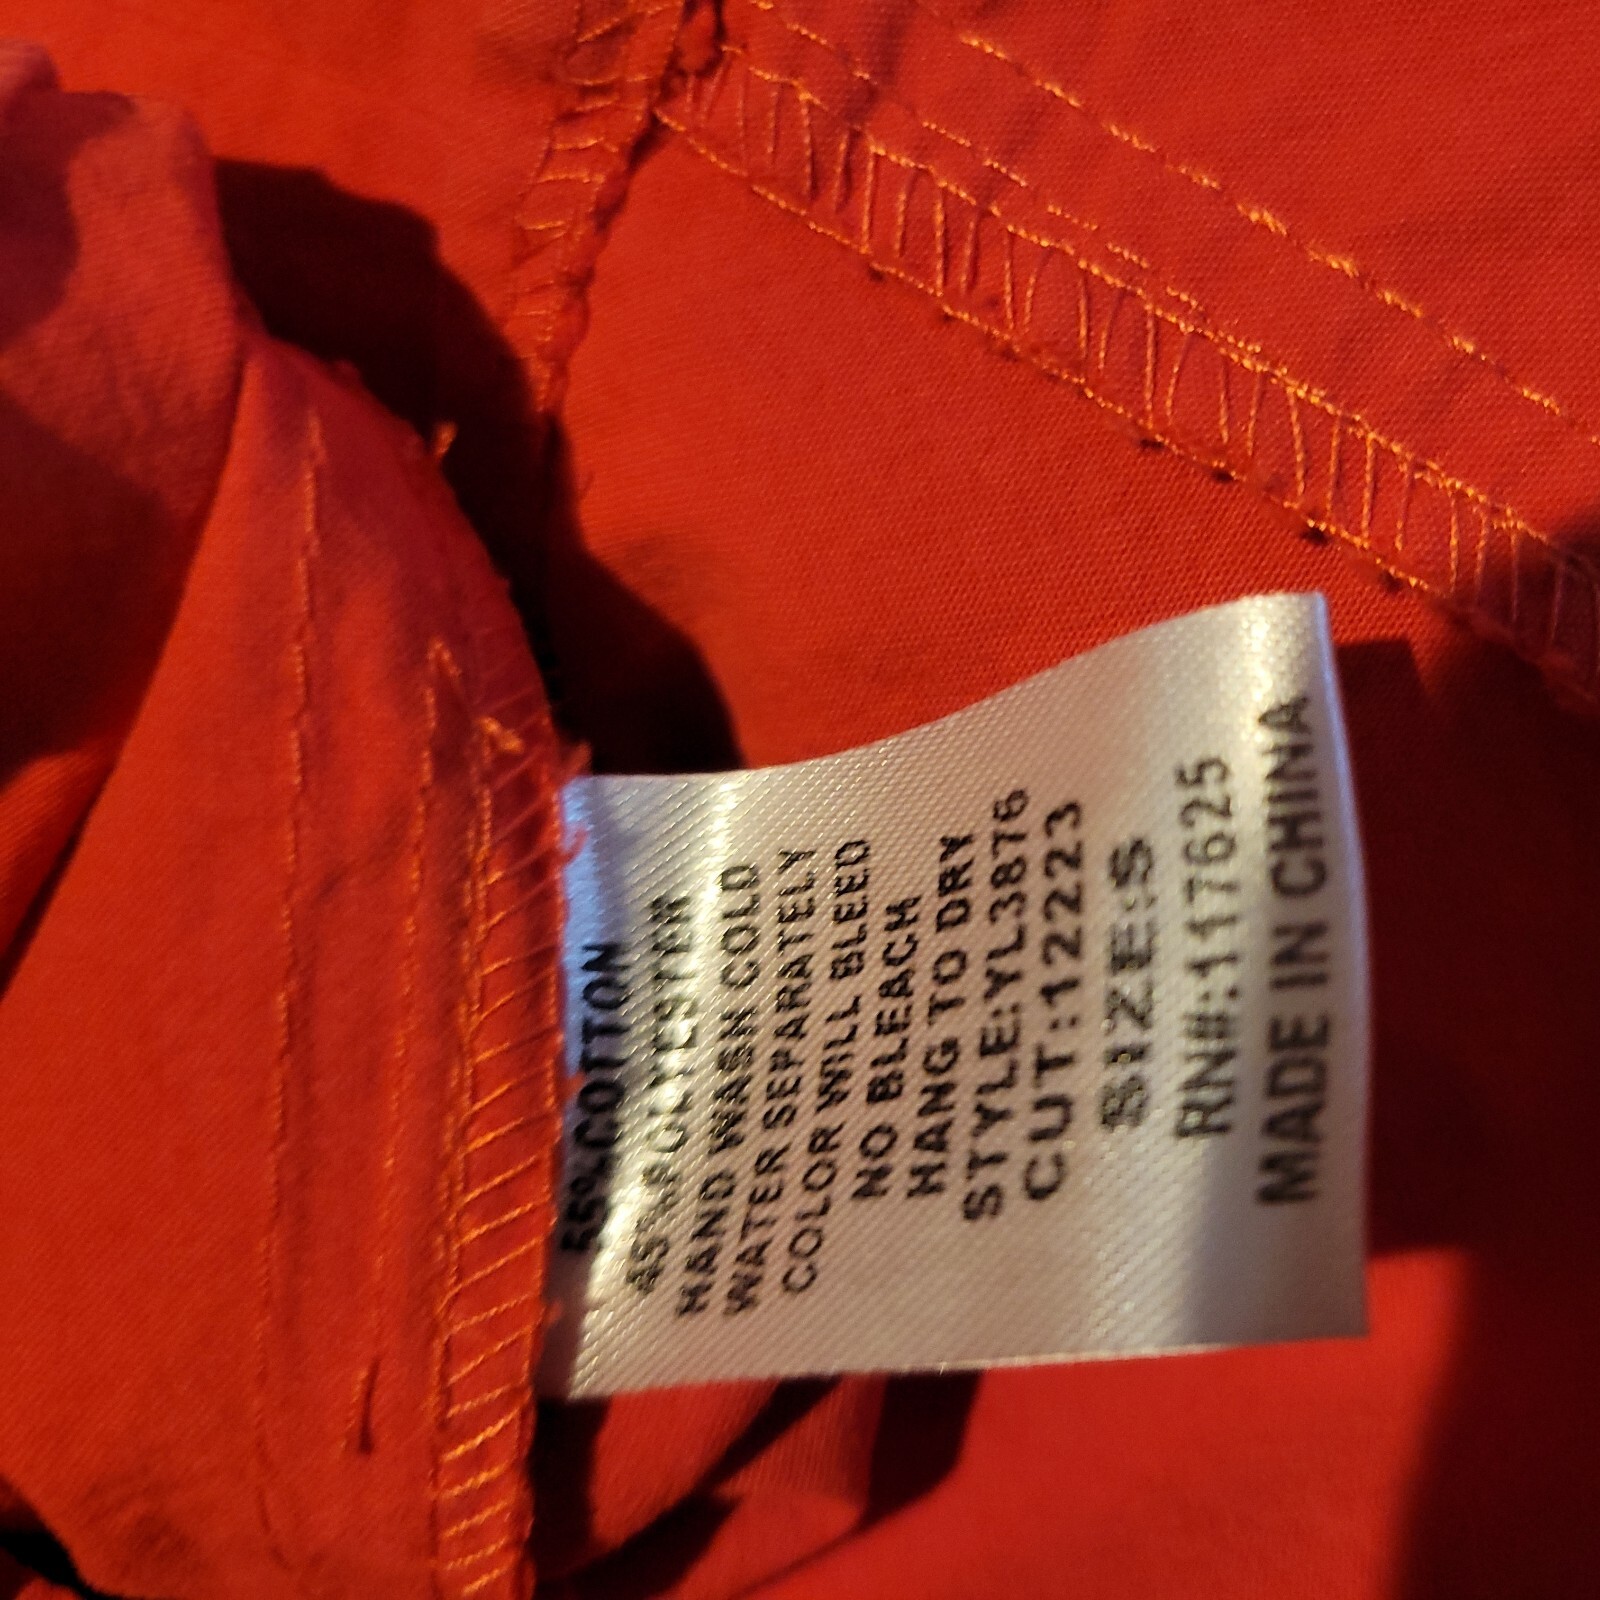 55%COTTON
45%POLYESTER
HAND WASH COLD
WATER SEPARATELY
COLOR WILL BLEED
NO BLEACH
HANG TO DRY
STYLE:YL3876
CUT:12223
SIZE:S
RN#:117625
MADE IN CHINA